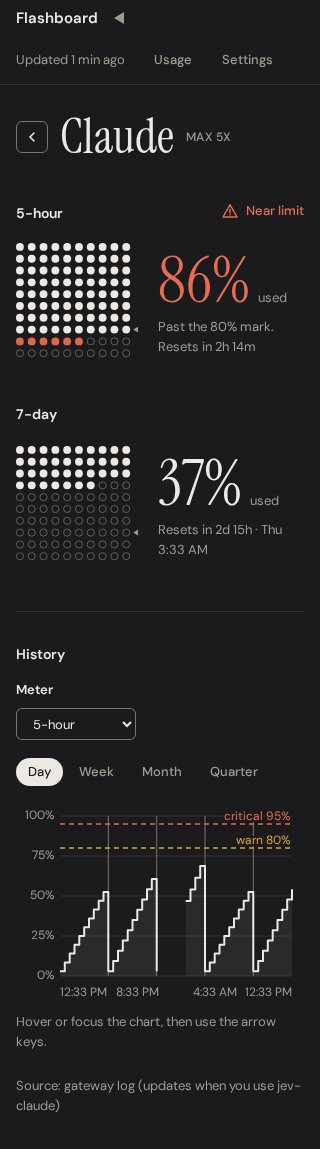 Flashboard
Updated 1 min ago Usage Settings
Claude MAX 5X
5-hour
Near limit
86% used
Past the 80% mark.
Resets in 2h 14m
7-day
37% used
Resets in 2d 15h · Thu
3:33 AM
History
Meter
5-hour
Day Week Month Quarter
100%
critical 95%
warn 80%
75%
50%
25%
0%
12:33 PM 8:33 PM 4:33 AM 12:33 PM
Hover or focus the chart, then use the arrow
keys.
Source: gateway log (updates when you use jev-
claude)